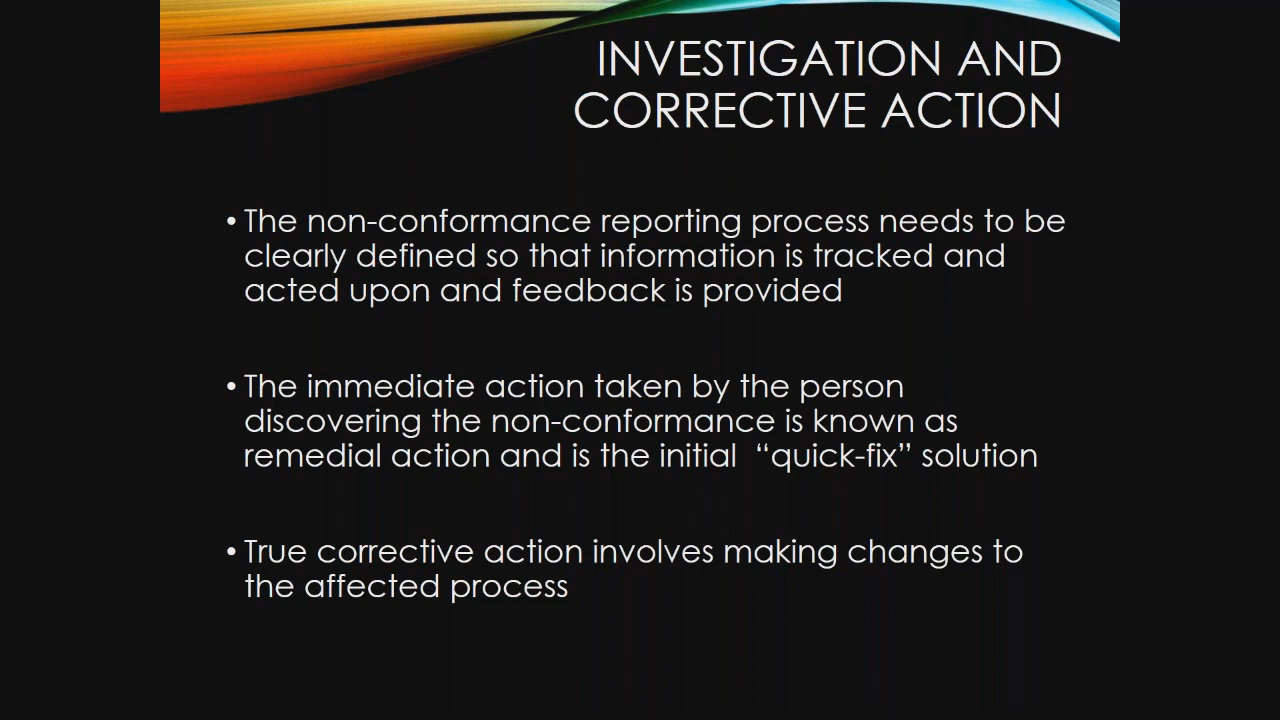 INVESTIGATION AND
CORRECTIVE ACTION
• The non-conformance reporting process needs to be
clearly defined so that information is tracked and
acted upon and feedback is provided
• The immediate action taken by the person
discovering the non-conformance is known as
remedial action and is the initial “quick-fix” solution
• True corrective action involves making changes to
the affected process